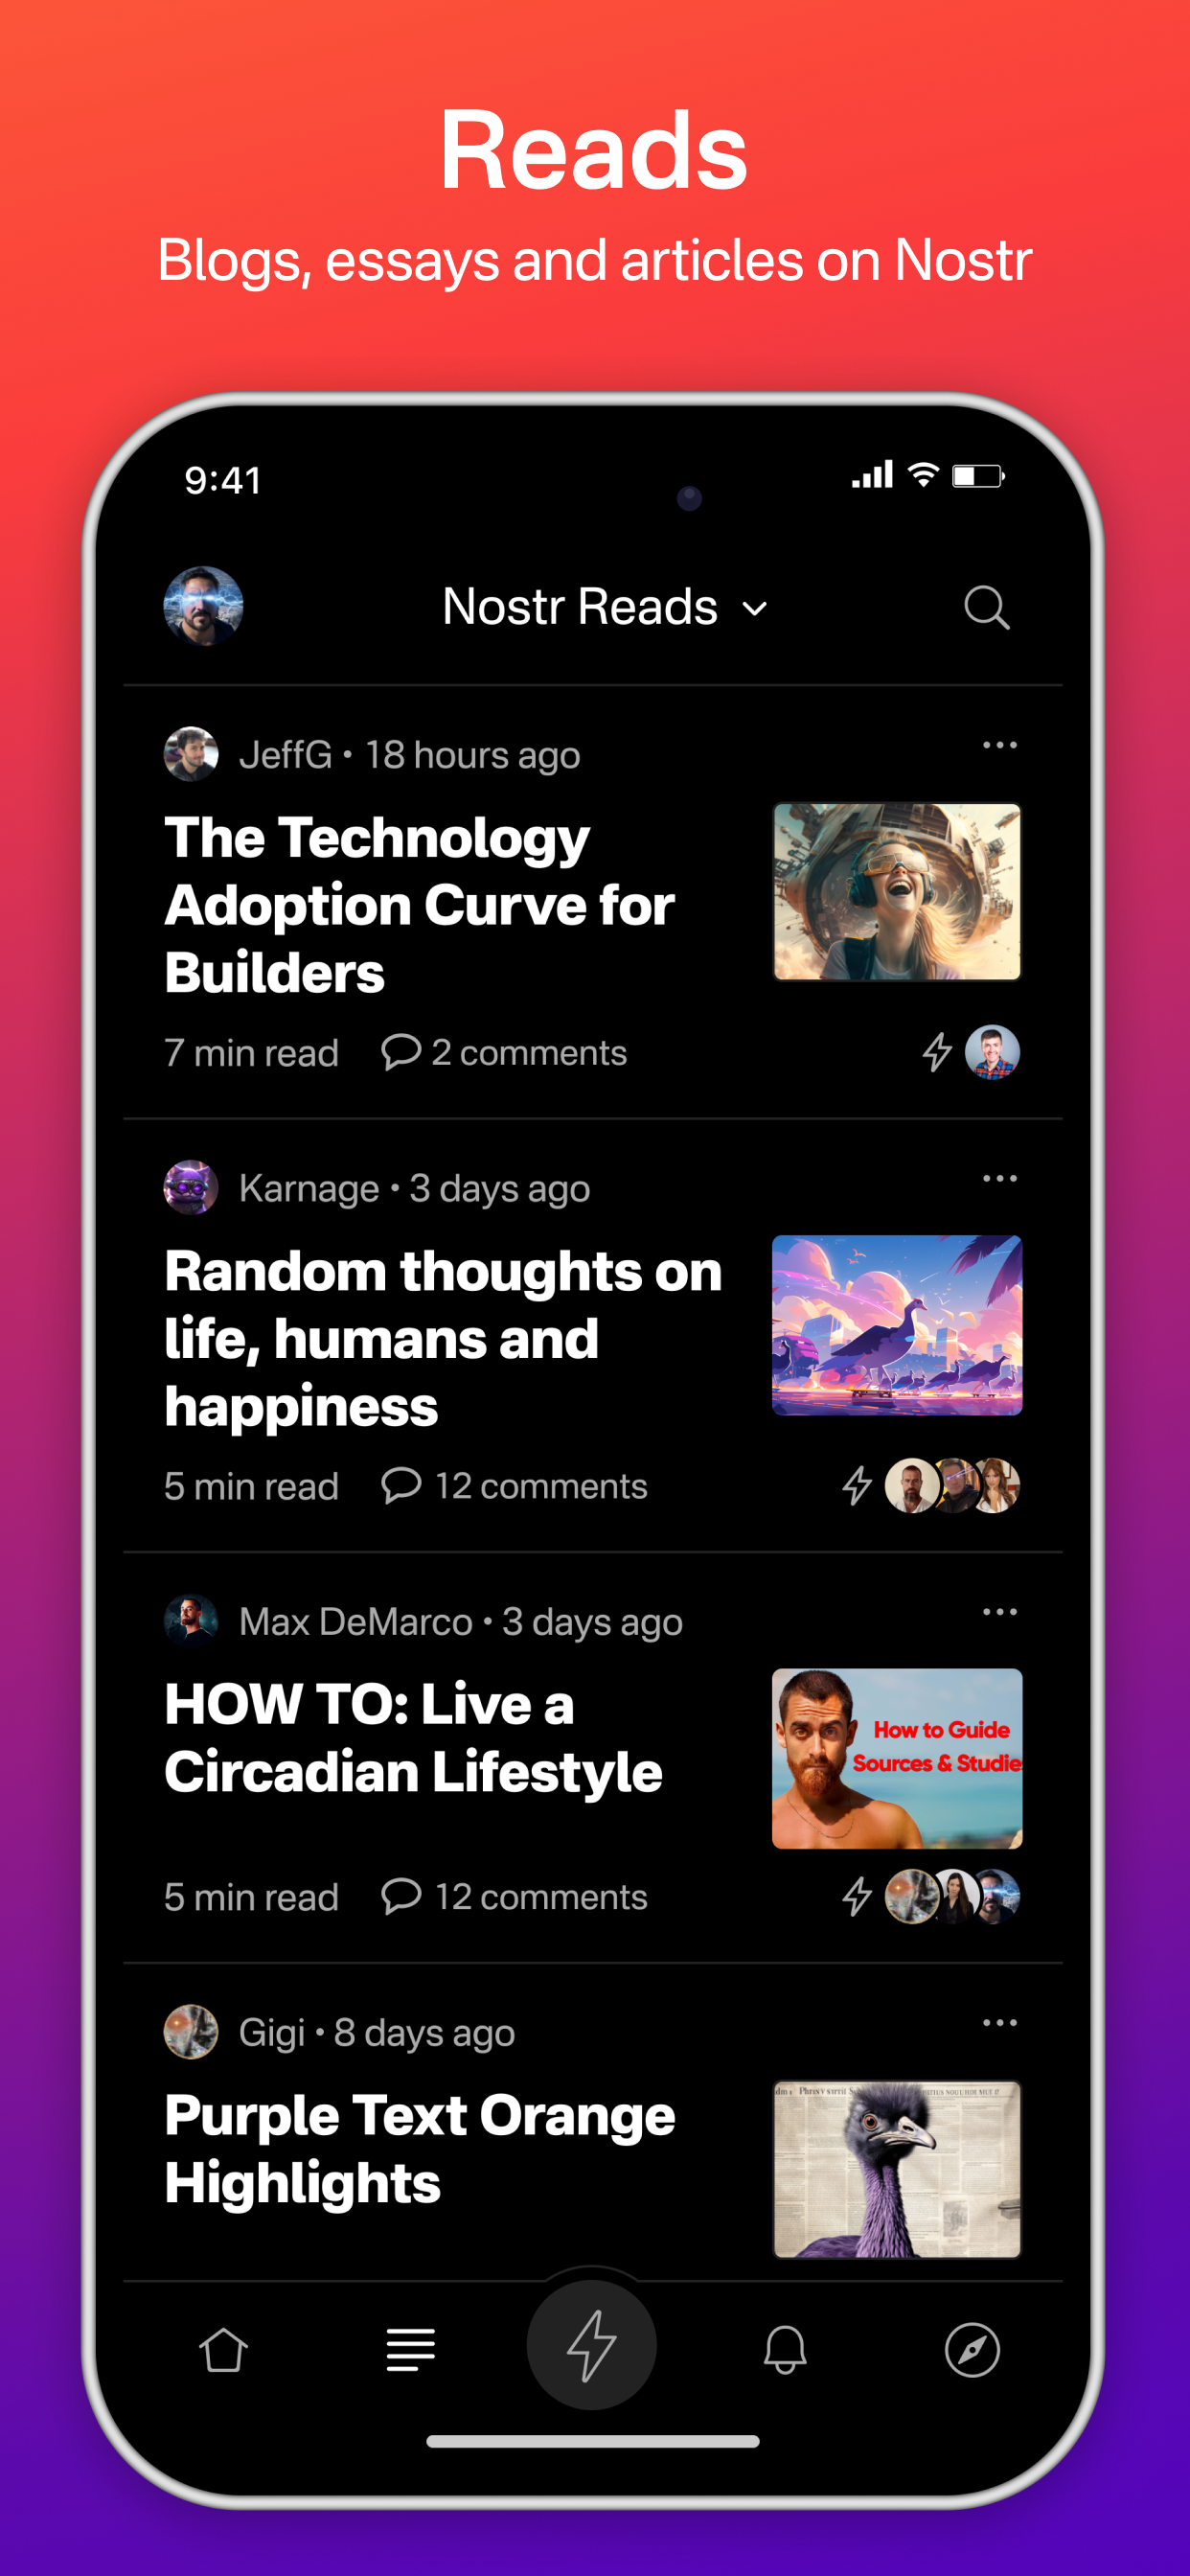 Reads
Blogs, essays and articles on Nostr
9:41
Nostr Reads
JeffG • 18 hours ago
The Technology
Adoption Curve for
Builders
7 min read 2 comments
Karnage • 3 days ago
Random thoughts on
life, humans and
happiness
5 min read 12 comments
Max DeMarco • 3 days ago
HOW TO: Live a
Circadian Lifestyle
How to Guide
Sources & Studie
5 min read 12 comments
Gigi • 8 days ago
Purple Text Orange
Highlights